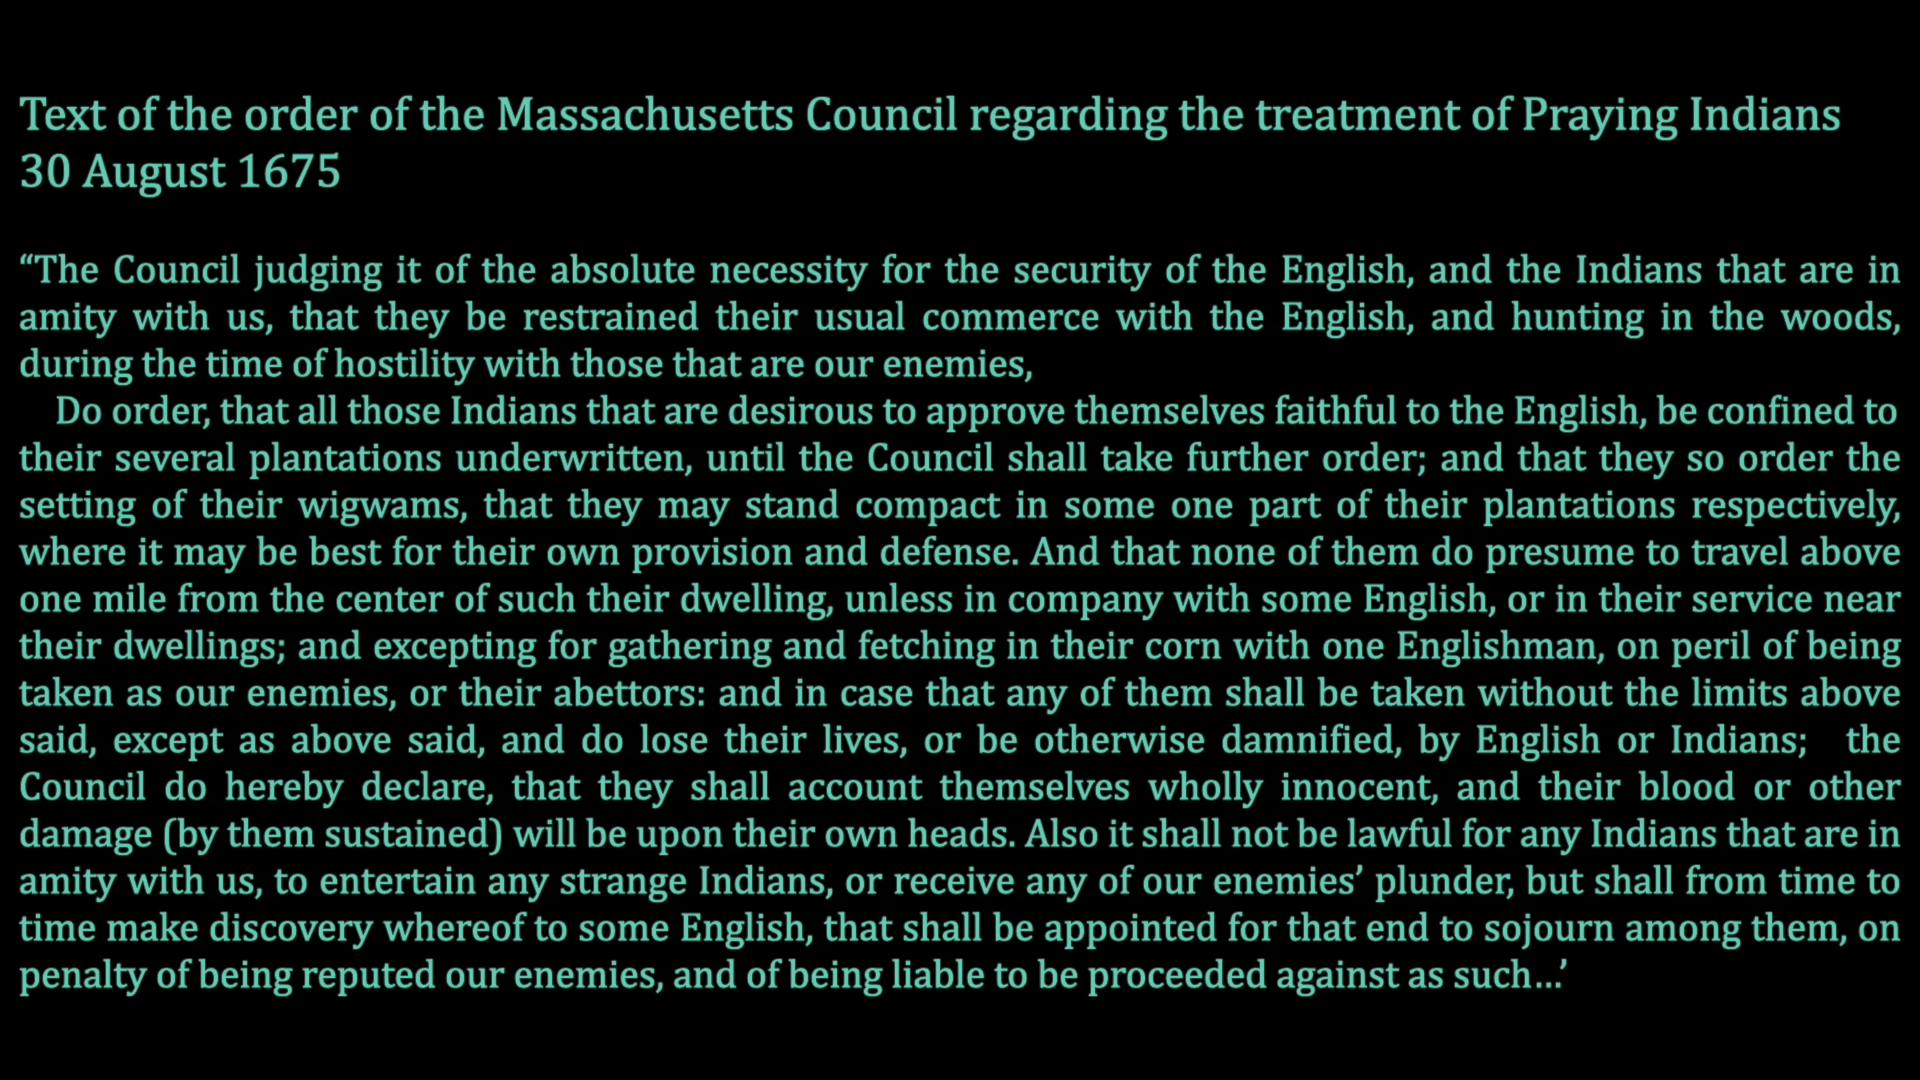 Text of the order of the Massachusetts Council regarding the treatment of Praying Indians
30 August 1675
“The Council judging it of the absolute necessity for the security of the English, and the Indians that are in
amity with us, that they be restrained their usual commerce with the English, and hunting in the woods,
during the time of hostility with those that are our enemies,
Do order, that all those Indians that are desirous to approve themselves faithful to the English, be confined to
their several plantations underwritten, until the Council shall take further order; and that they so order the
setting of their wigwams, that they may stand compact in some one part of their plantations respectively,
where it may be best for their own provision and defense. And that none of them do presume to travel above
one mile from the center of such their dwelling, unless in company with some English, or in their service near
their dwellings; and excepting for gathering and fetching in their corn with one Englishman, on peril of being
taken as our enemies, or their abettors: and in case that any of them shall be taken without the limits above
said, except as above said, and do lose their lives, or be otherwise damnified, by English or Indians;  the
Council do hereby declare, that they shall account themselves wholly innocent, and their blood or other
damage (by them sustained) will be upon their own heads. Also it shall not be lawful for any Indians that are in
amity with us, to entertain any strange Indians, or receive any of our enemies’ plunder, but shall from time to
time make discovery whereof to some English, that shall be appointed for that end to sojourn among them, on
penalty of being reputed our enemies, and of being liable to be proceeded against as such…’